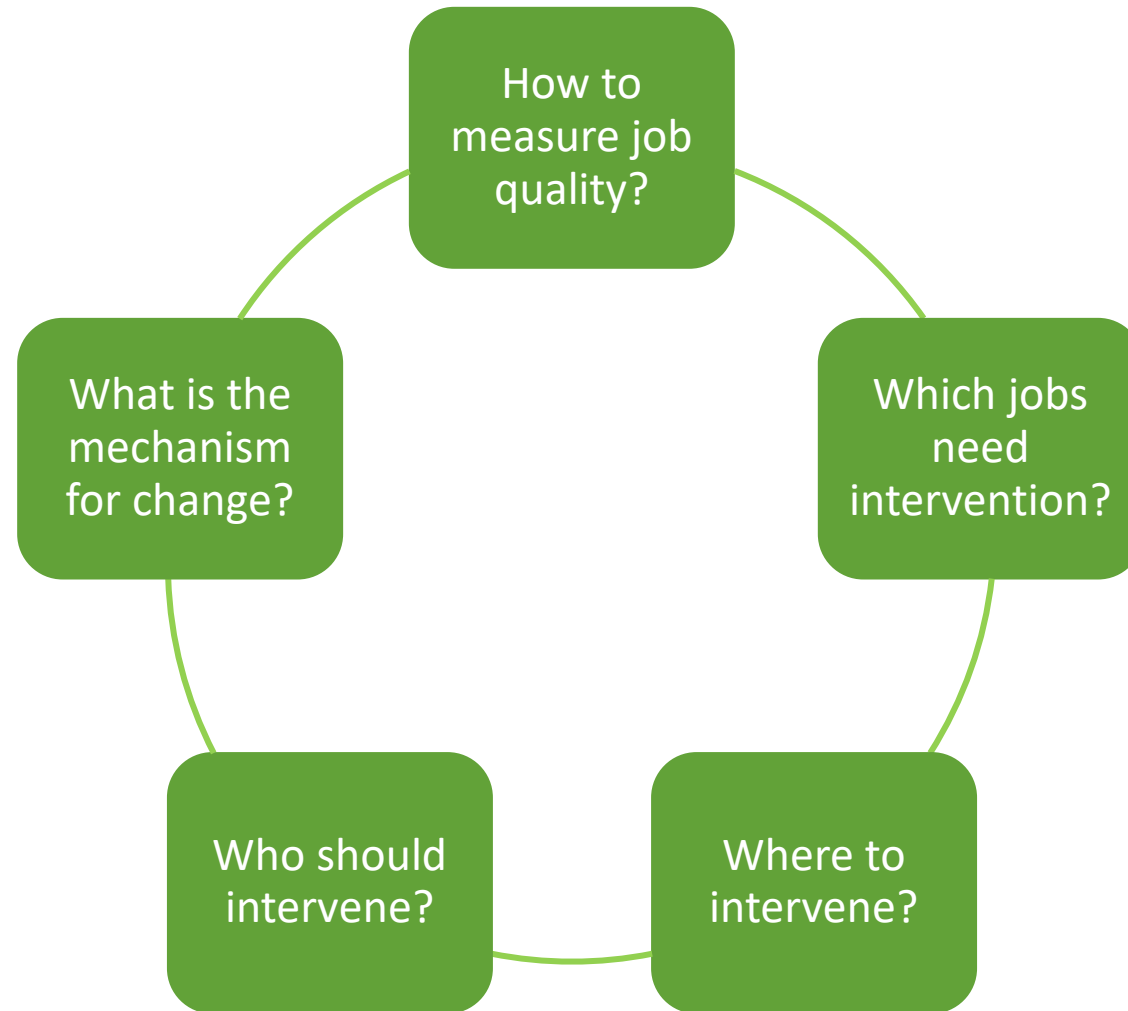 How to
measure job
quality?
Which jobs
need
intervention?
Where to
intervene?
Who should
intervene?
What is the
mechanism
for change?